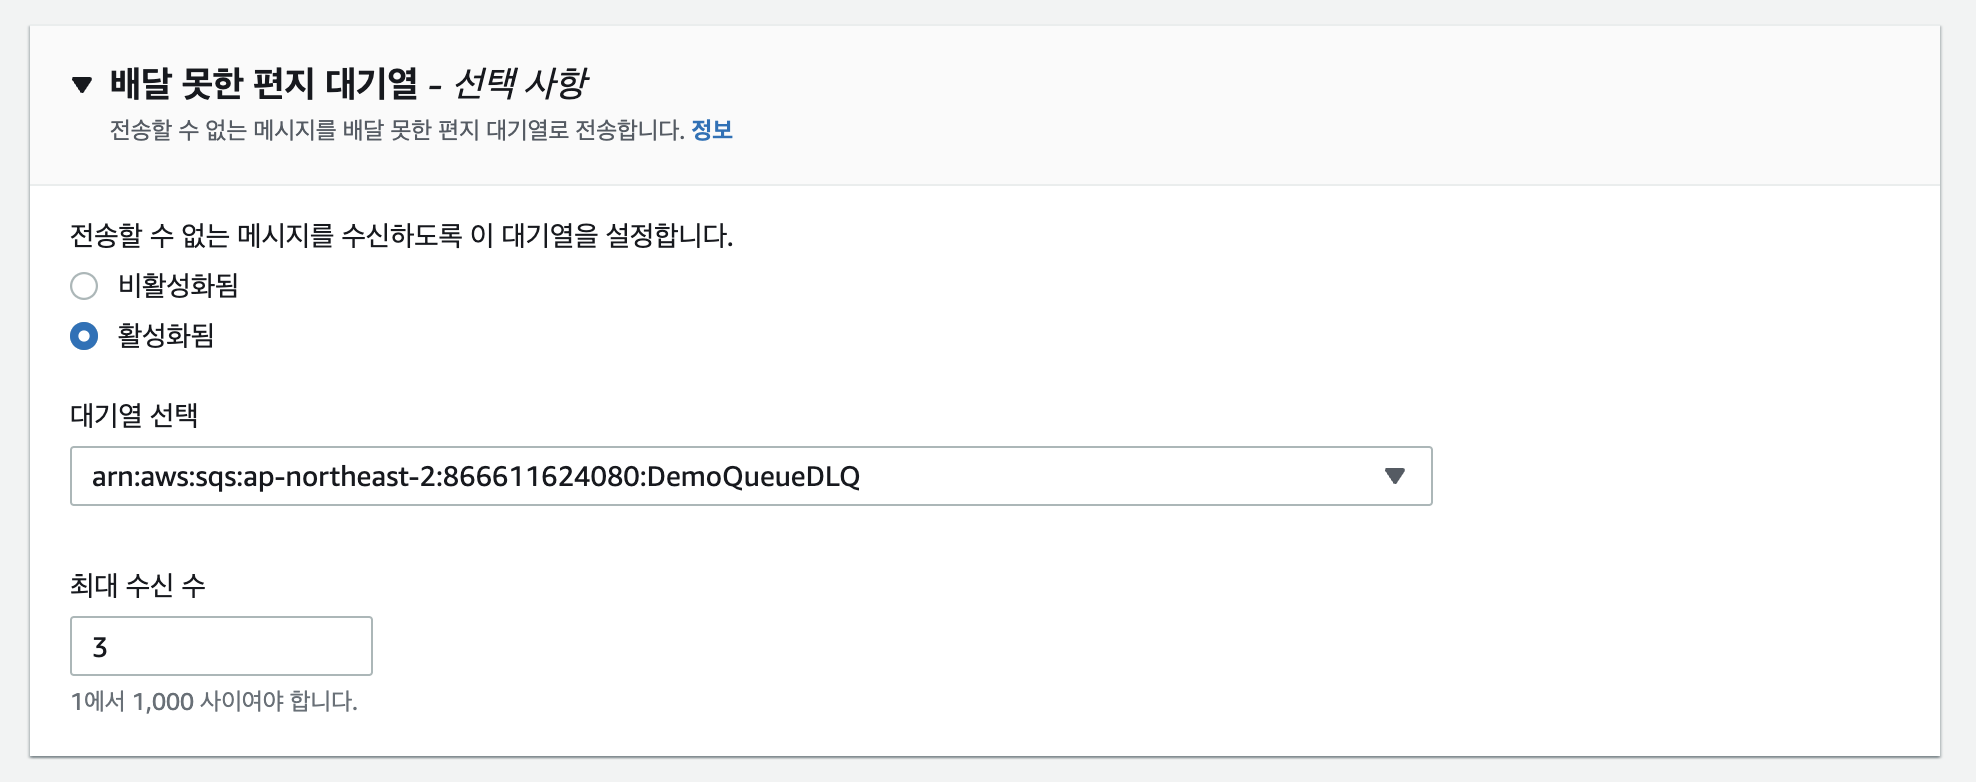 배달 못한 편지 대기열 - 선택 사항
전송할 수 없는 메시지를 배달 못한 편지 대기열로 전송합니다. 정보
전송할 수 없는 메시지를 수신하도록 이 대기열을 설정합니다.
비활성화됨
활성화됨
대기열 선택
arn:aws:sqs:ap-northeast-2:866611624080:DemoQueueDLQ
최대 수신 수
3
1에서 1,000 사이여야 합니다.